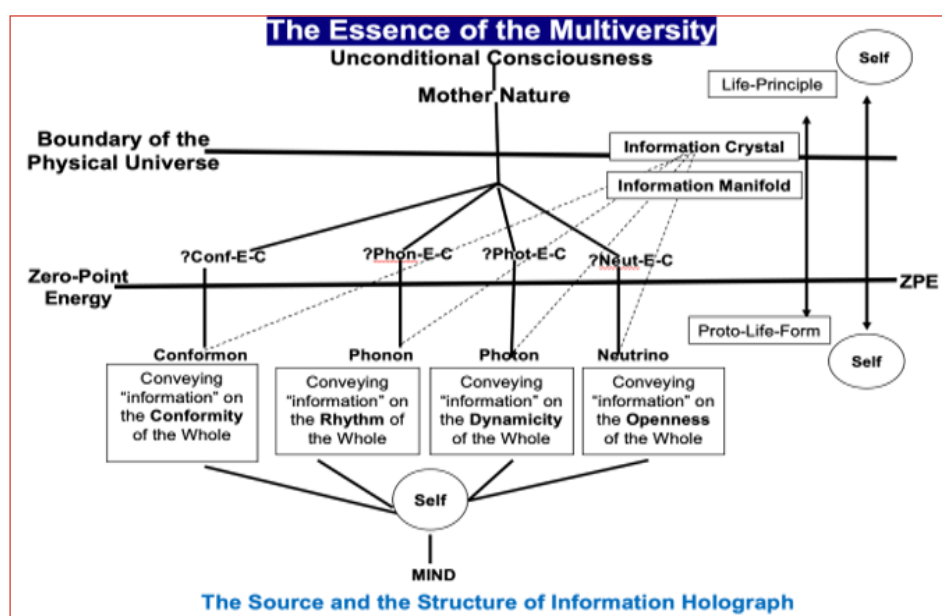 The Essence of the Multiversity
Unconditional Consciousness
Mother Nature
Self
Life-Principle
Boundary of the
Physical Universe
Information Crystal
Information Manifold
?Conf-E-C
?Phon-E-C
?Phot-E-C
?Neut-E-C
Zero-Point
Energy
ZPE
Proto-Life-Form
Self
Conformon
Conveying
“information” on
the Conformity
of the Whole
Phonon
Conveying
“information” on
the Rhythm of
the Whole
Photon
Conveying
“information” on
the Dynamicity
of the Whole
Neutrino
Conveying
“information” on
the Openness
of the Whole
Self
MIND
The Source and the Structure of Information Holograph